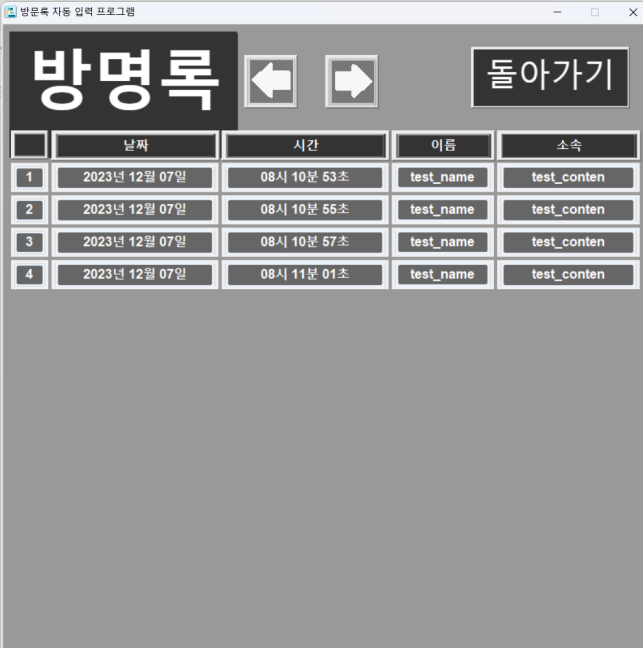 방문록 자동 입력 프로그램
방명록
돌아가기
날짜 시간 이름 소속
1 2023년 12월 07일 08시 10분 53초 test_name test_conten
2 2023년 12월 07일 08시 10분 55초 test_name test_conten
3 2023년 12월 07일 08시 10분 57초 test_name test_conten
4 2023년 12월 07일 08시 11분 01초 test_name test_conten